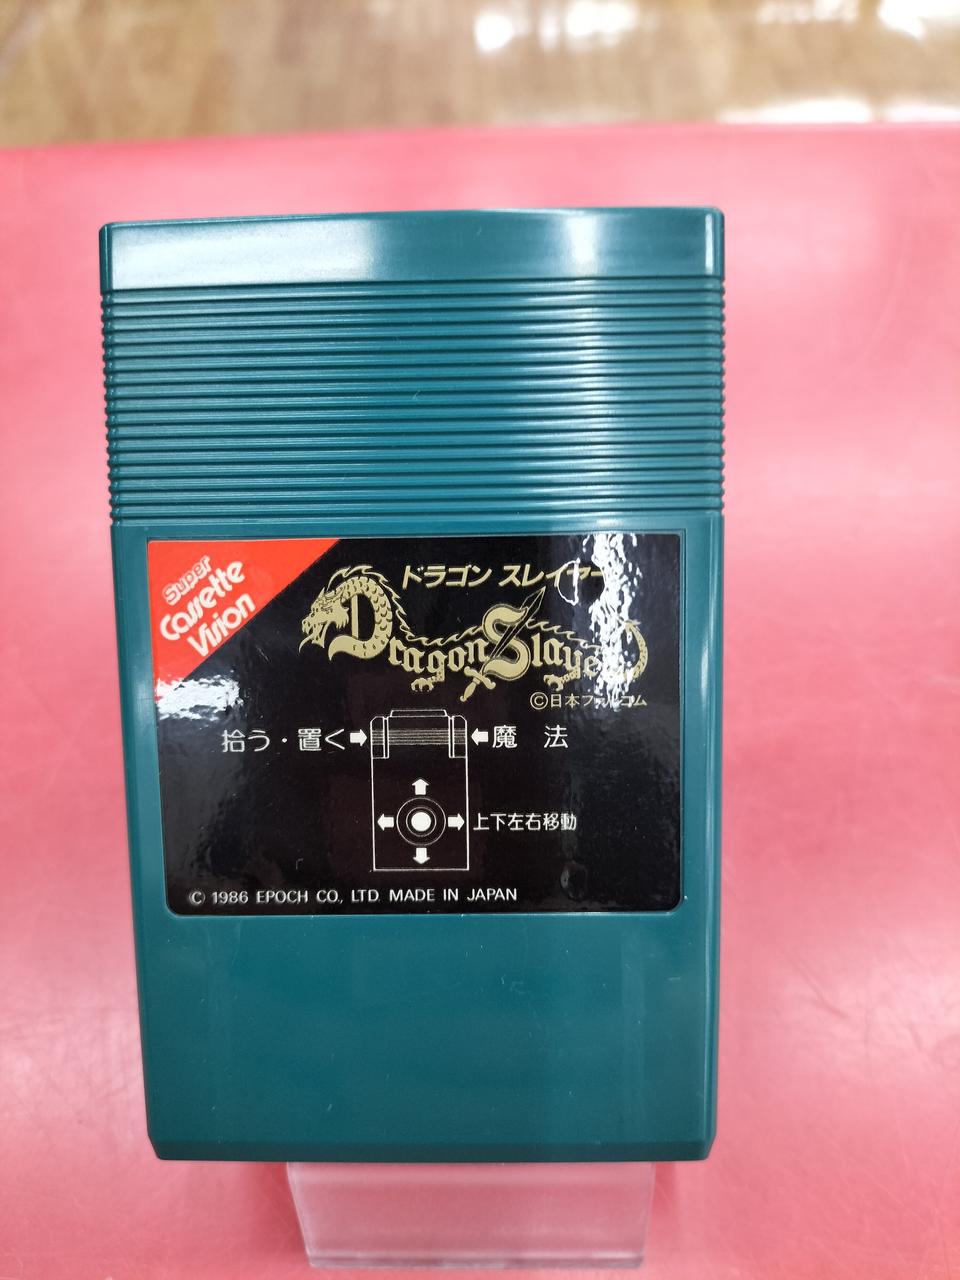 Super
Cassette
Vision
ドラゴン スレイヤー
Dragon Slayer
©日本ファルコム
拾う・置く
魔 法
上下左右移動
© 1986 EPOCH CO., LTD. MADE IN JAPAN